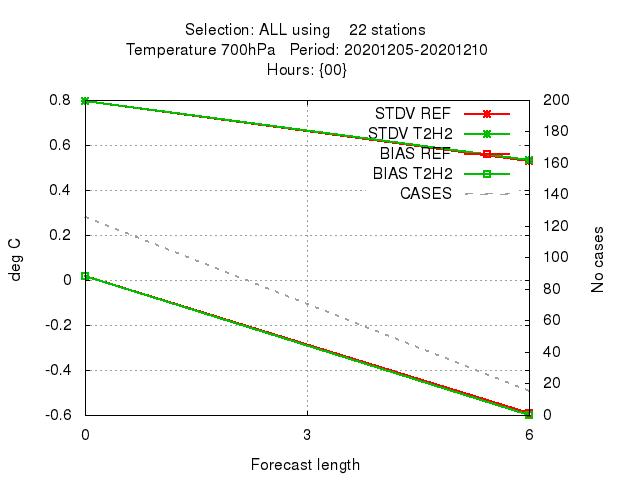 Selection: ALL using 22 stations
Temperature 700hPa Period: 20201205-20201210
Hours: {00}
0.8
0.6
0.4
0.2
0
-0.2
-0.4
-0.6
deg C
STDV REF
STDV T2H2
BIAS REF
BIAS T2H2
CASES
200
180
160
140
120
100
80
60
40
20
0
No cases
0 3 6
Forecast length